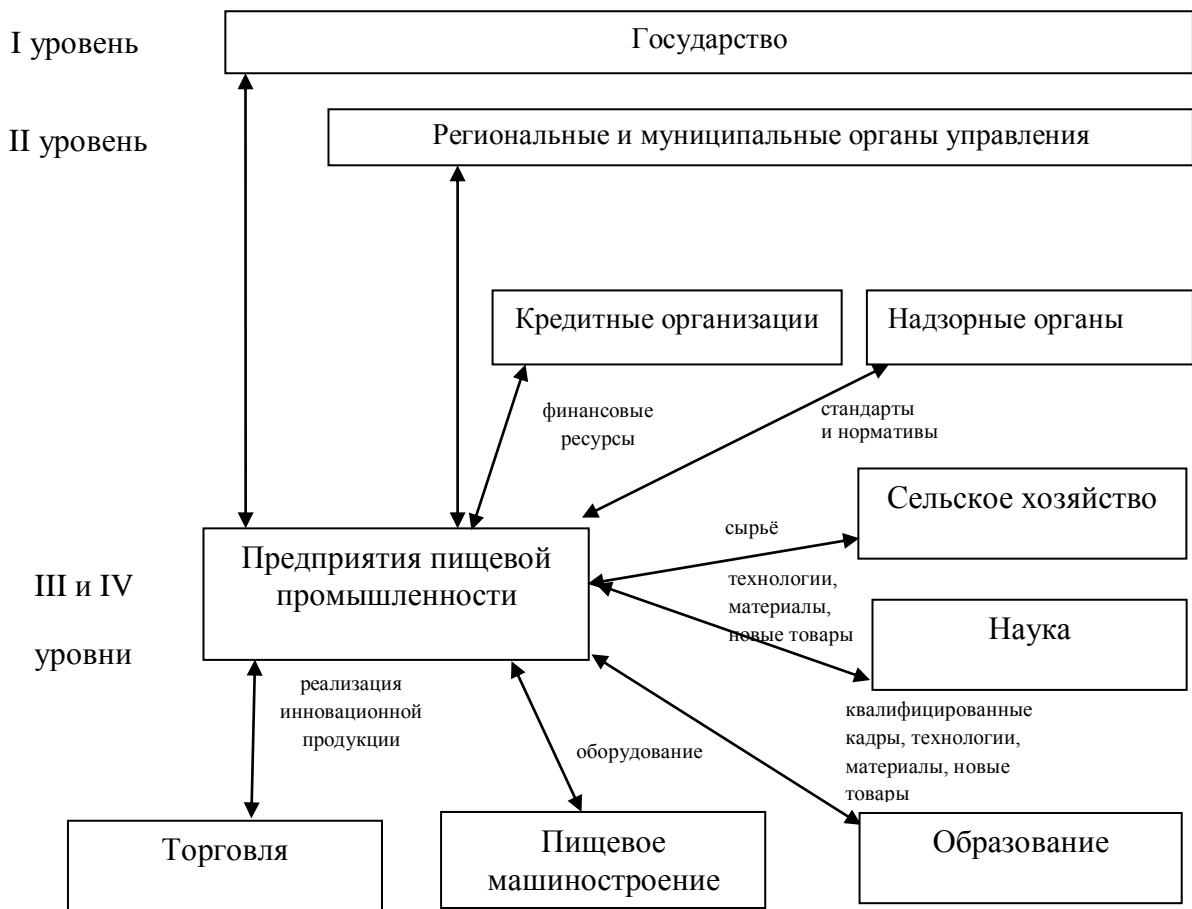 I уровень
Государство
II уровень
Региональные и муниципальные органы управления
Кредитные организации
Надзорные органы
финансовые
ресурсы
стандарты
и нормативы
Сельское хозяйство
сырьё
Предприятия пищевой
промышленности
III и IV
уровни
технологии,
материалы,
новые товары
Наука
реализация
инновационной
продукции
оборудование
квалифицированные
кадры, технологии,
материалы, новые
товары
Торговля
Пищевое
машиностроение
Образование